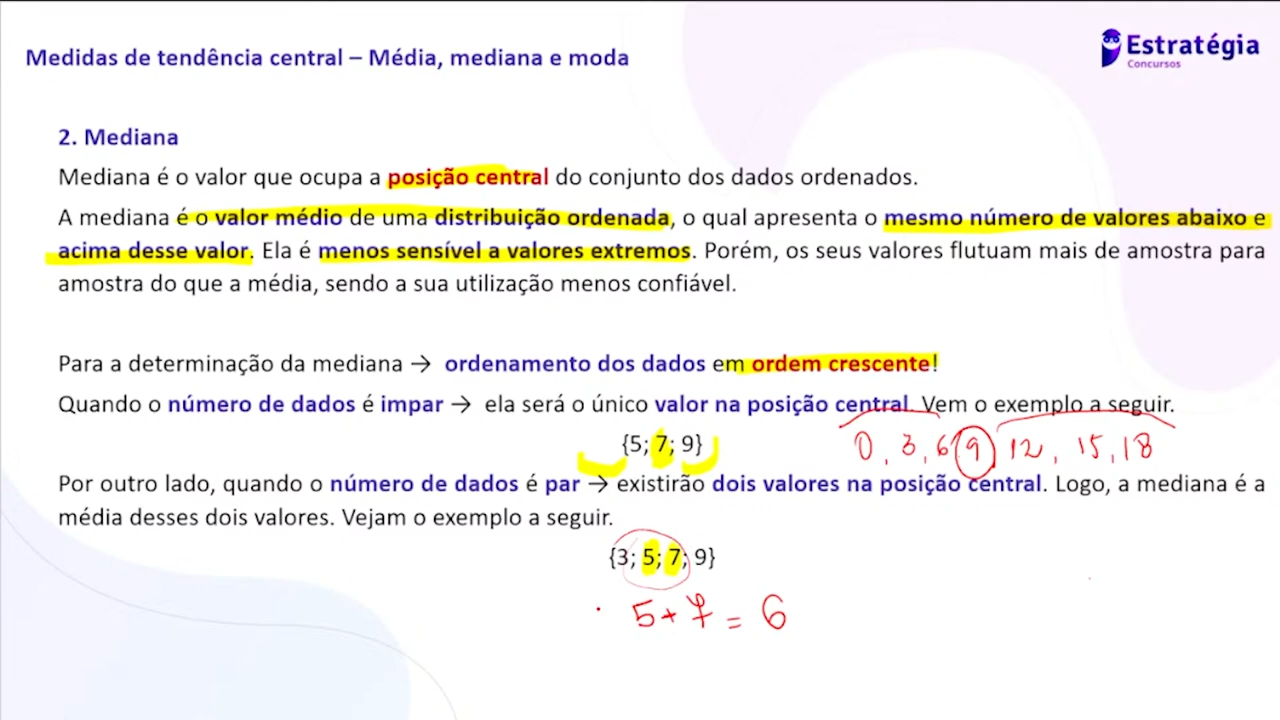 Medidas de tendência central – Média, mediana e moda
Estratégia
Concursos
2. Mediana
Mediana é o valor que ocupa a posição central do conjunto dos dados ordenados.
A mediana é o valor médio de uma distribuição ordenada, o qual apresenta o mesmo número de valores abaixo e
acima desse valor. Ela é menos sensível a valores extremos. Porém, os seus valores flutuam mais de amostra para
amostra do que a média, sendo a sua utilização menos confiável.
Para a determinação da mediana → ordenamento dos dados em ordem crescente!
Quando o número de dados é impar → ela será o único valor na posição central. Vem o exemplo a seguir.
{5; 7; 9}
0, 3, 6 9 12, 15, 18
Por outro lado, quando o número de dados é par → existirão dois valores na posição central. Logo, a mediana é a
média desses dois valores. Vejam o exemplo a seguir.
{3; 5; 7; 9}
5 + 7 = 6